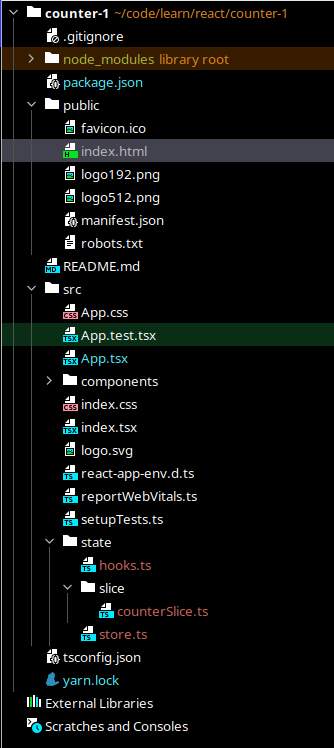 counter-1 ~/code/learn/react/counter-1
.gitignore
node_modules library root
package.json
public
favicon.ico
index.html
logo192.png
logo512.png
manifest.json
robots.txt
README.md
src
App.css
App.test.tsx
App.tsx
components
index.css
index.tsx
logo.svg
react-app-env.d.ts
reportWebVitals.ts
setupTests.ts
state
hooks.ts
slice
counterSlice.ts
store.ts
tsconfig.json
yarn.lock
External Libraries
Scratches and Consoles